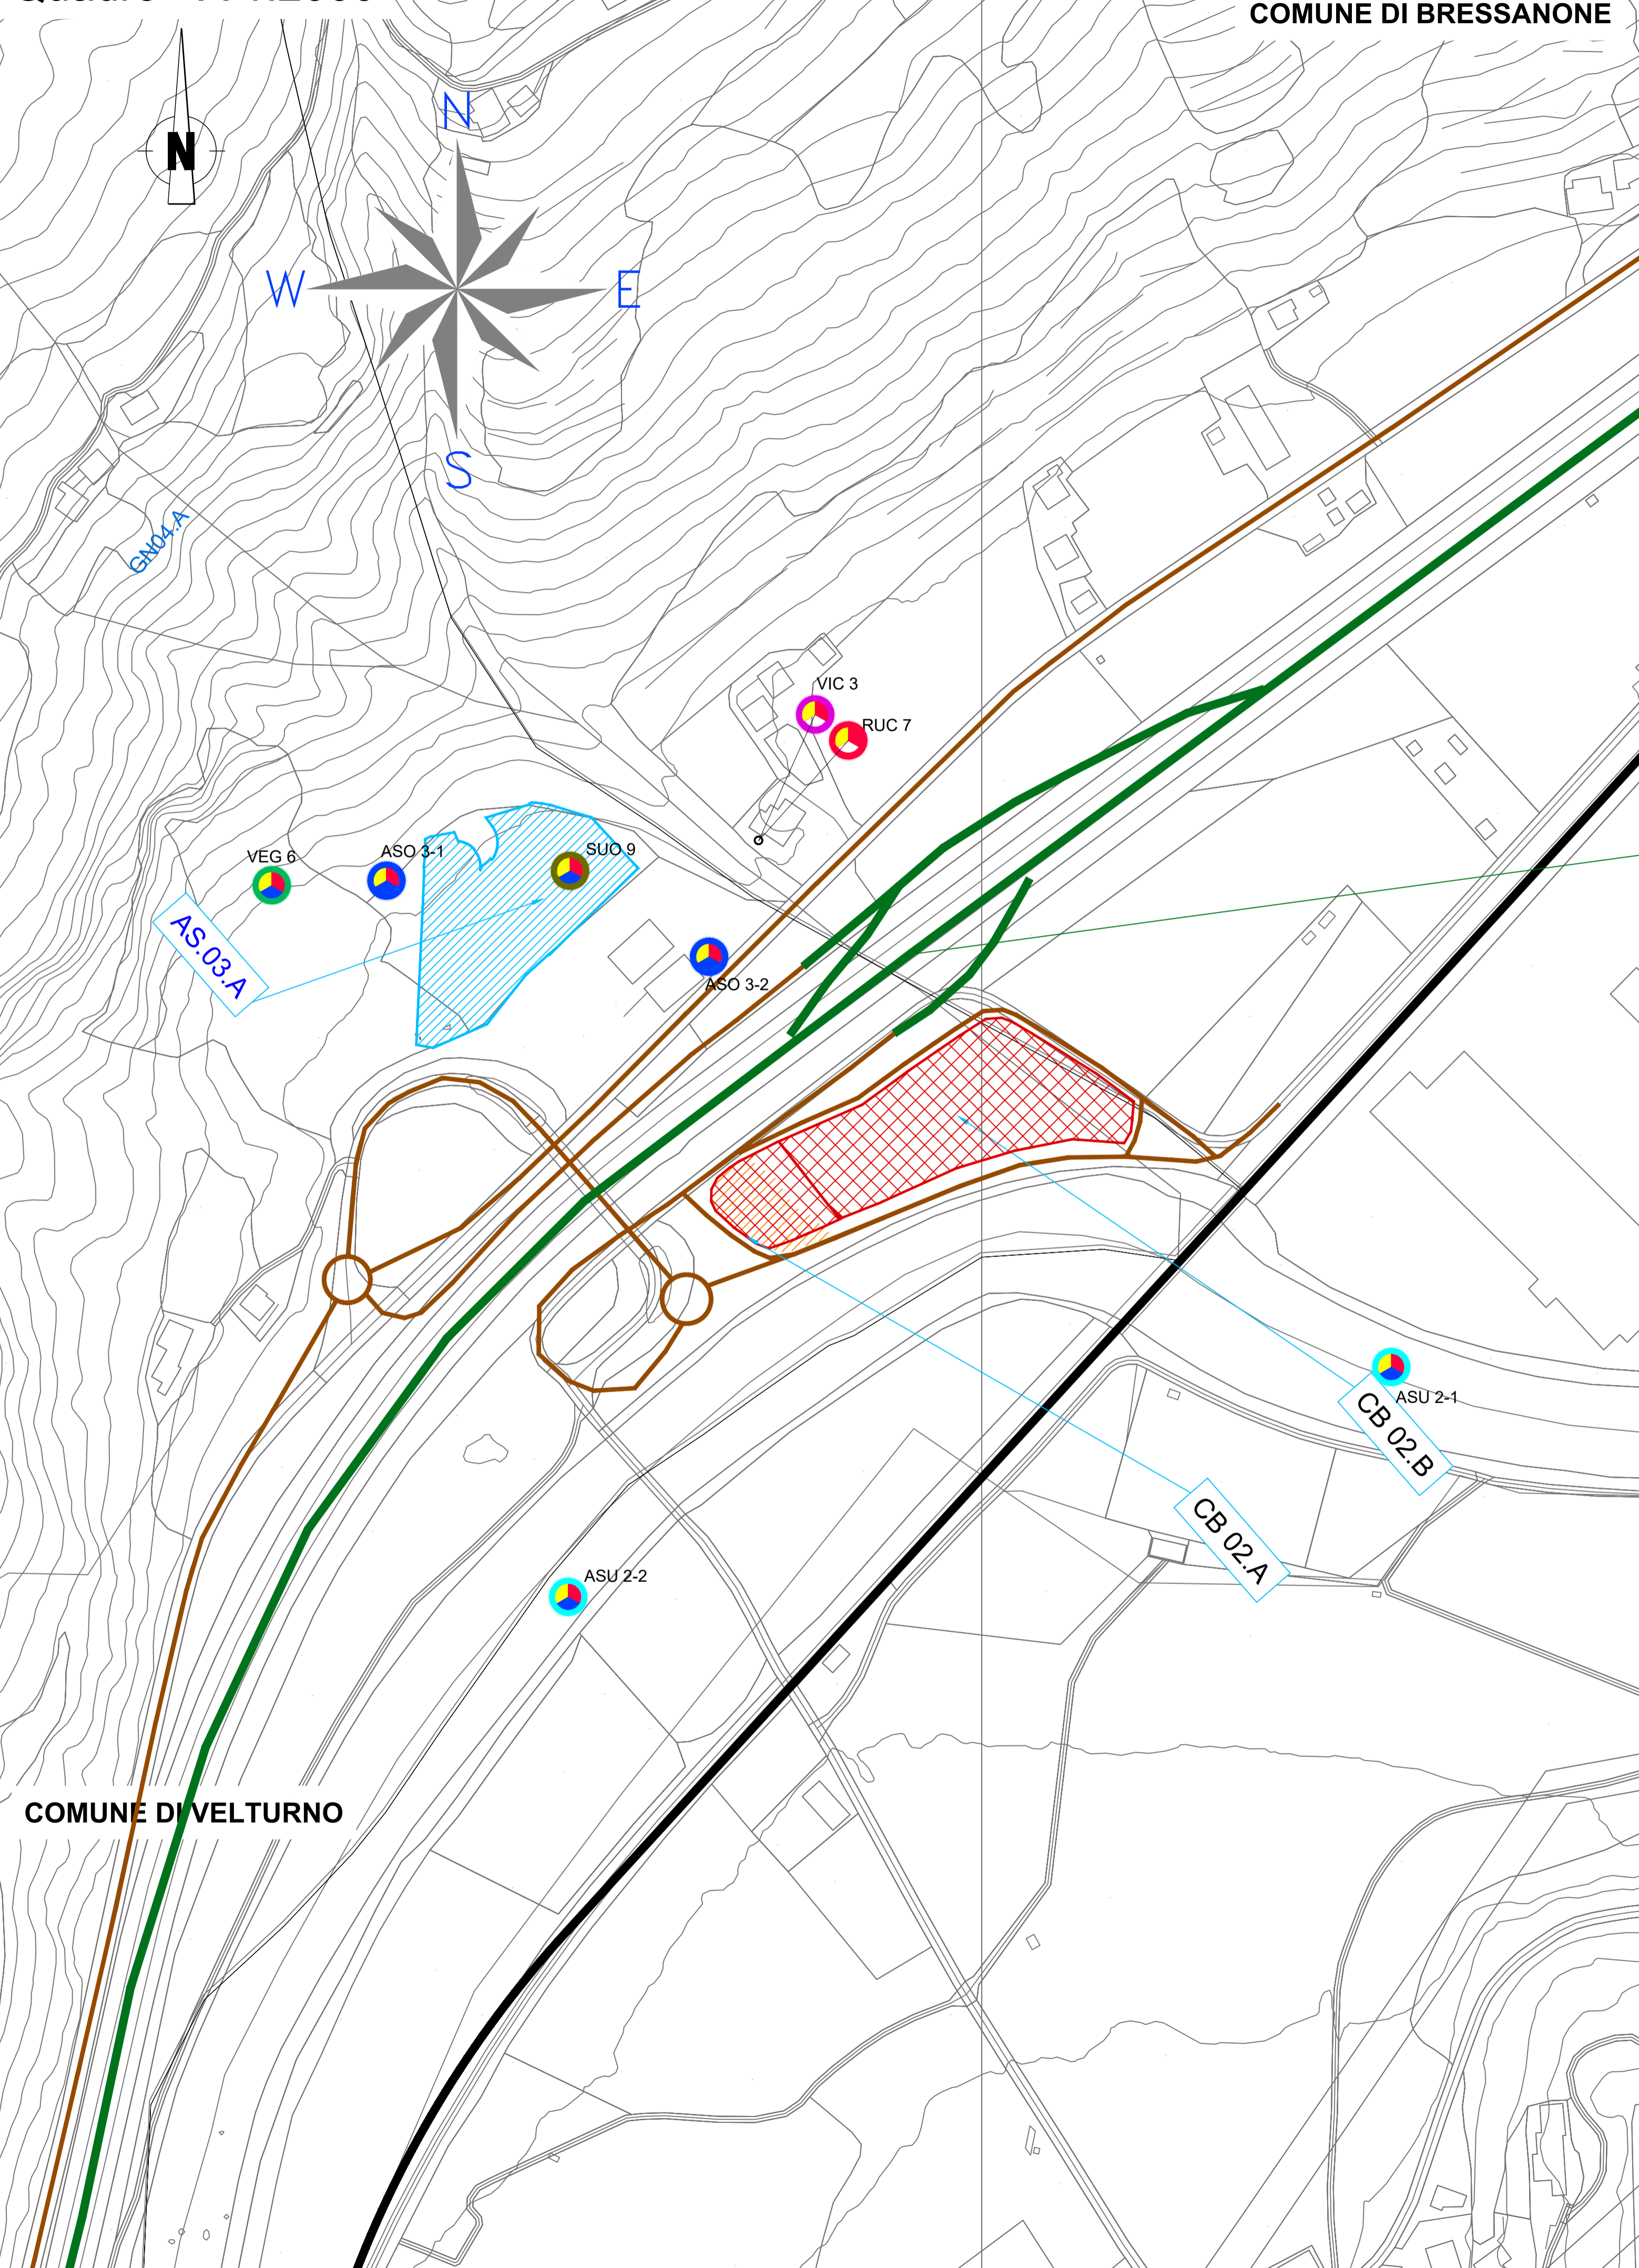 COMUNE DI BRESSANONE
N
N
W
E
S
GN04.A
VIC 3
RUC 7
VEG 6
ASO 3-1
SUO 9
AS.03.A
ASO 3-2
ASU 2-1
CB 02.B
CB 02.A
ASU 2-2
COMUNE DI VELTURNO